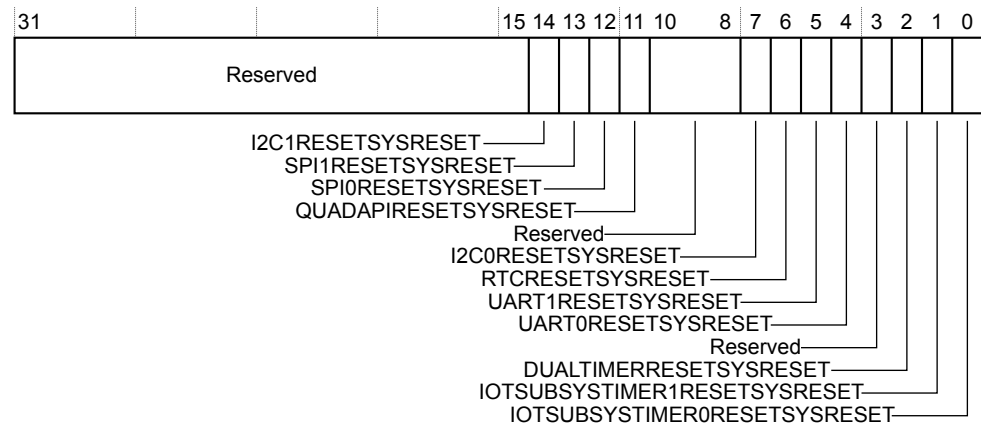 31 15 14 13 12 11 10 8 7 6 5 4 3 2 1 0
Reserved
I2C1RESETSYSRESET
SPI1RESETSYSRESET
SPI0RESETSYSRESET
QUADAPIRESETSYSRESET
Reserved
I2C0RESETSYSRESET
RTCRESETSYSRESET
UART1RESETSYSRESET
UART0RESETSYSRESET
Reserved
DUALTIMERRESETSYSRESET
IOTSUBSYSTIMER1RESETSYSRESET
IOTSUBSYSTIMER0RESETSYSRESET